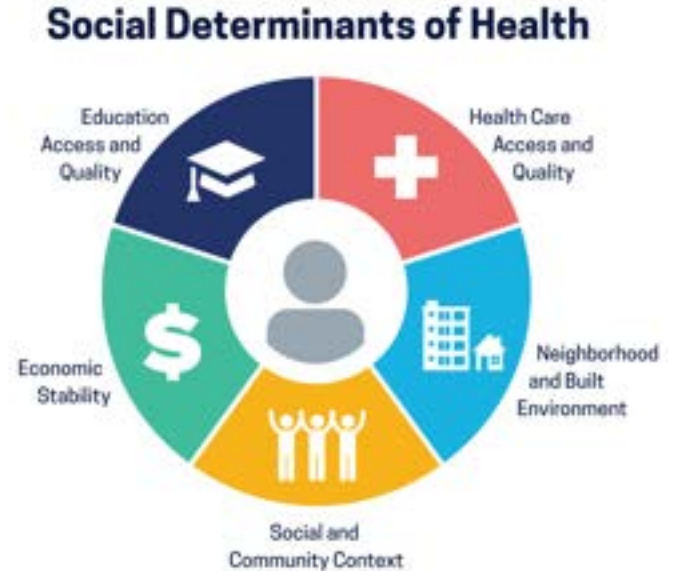 Social Determinants of Health
Education
Access and
Quality
Health Care
Access and
Quality
$
Economic
Stability
Neighborhood
and Built
Environment
Social and
Community Context